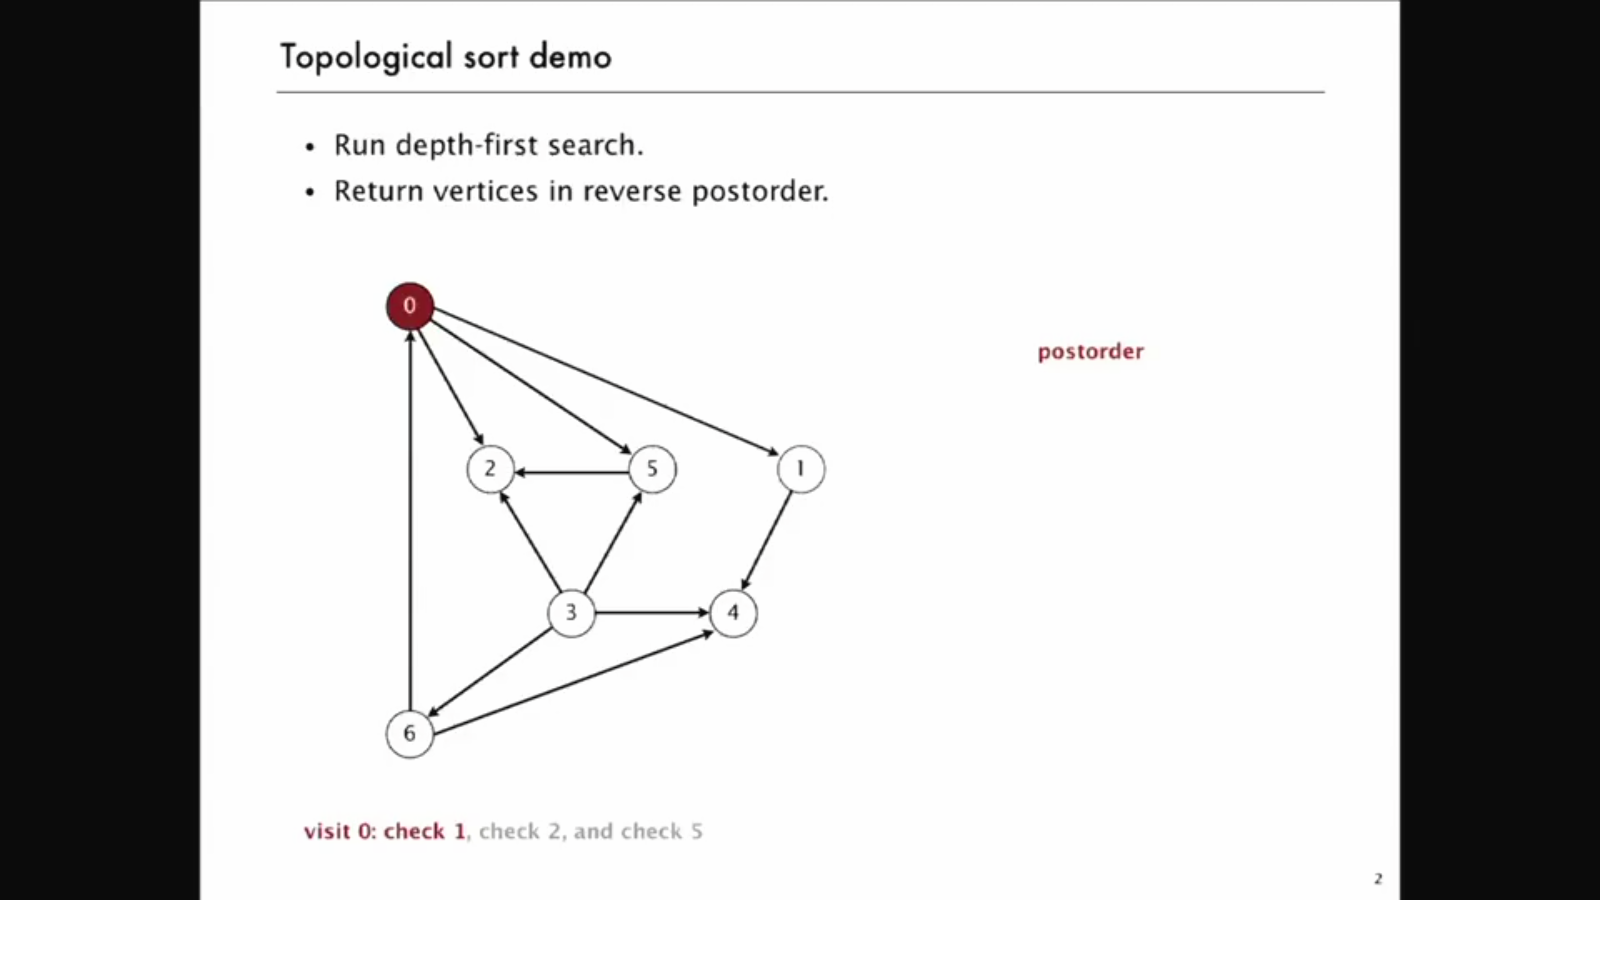 Topological sort demo
• Run depth-first search.
• Return vertices in reverse postorder.
0
postorder
2 5 1
3 4
6
visit 0: check 1, check 2, and check 5
2